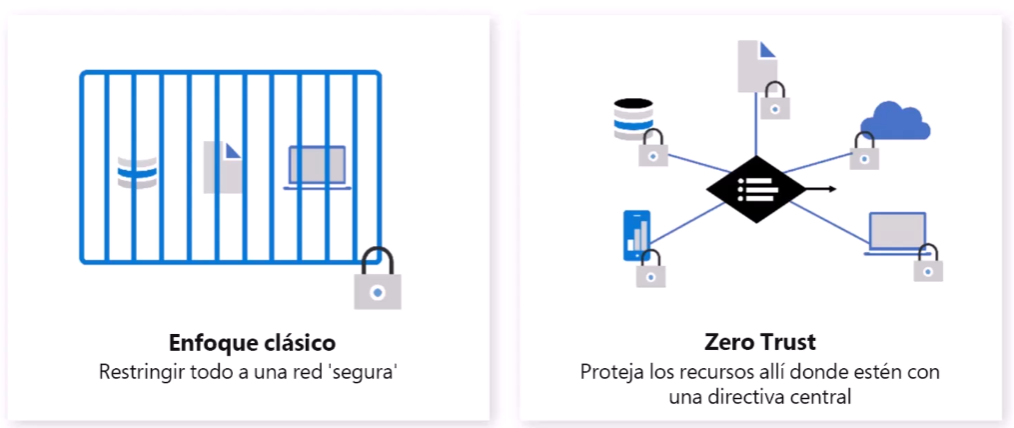 Enfoque clásico
Restringir todo a una red 'segura'
Zero Trust
Proteja los recursos allí donde estén con
una directiva central